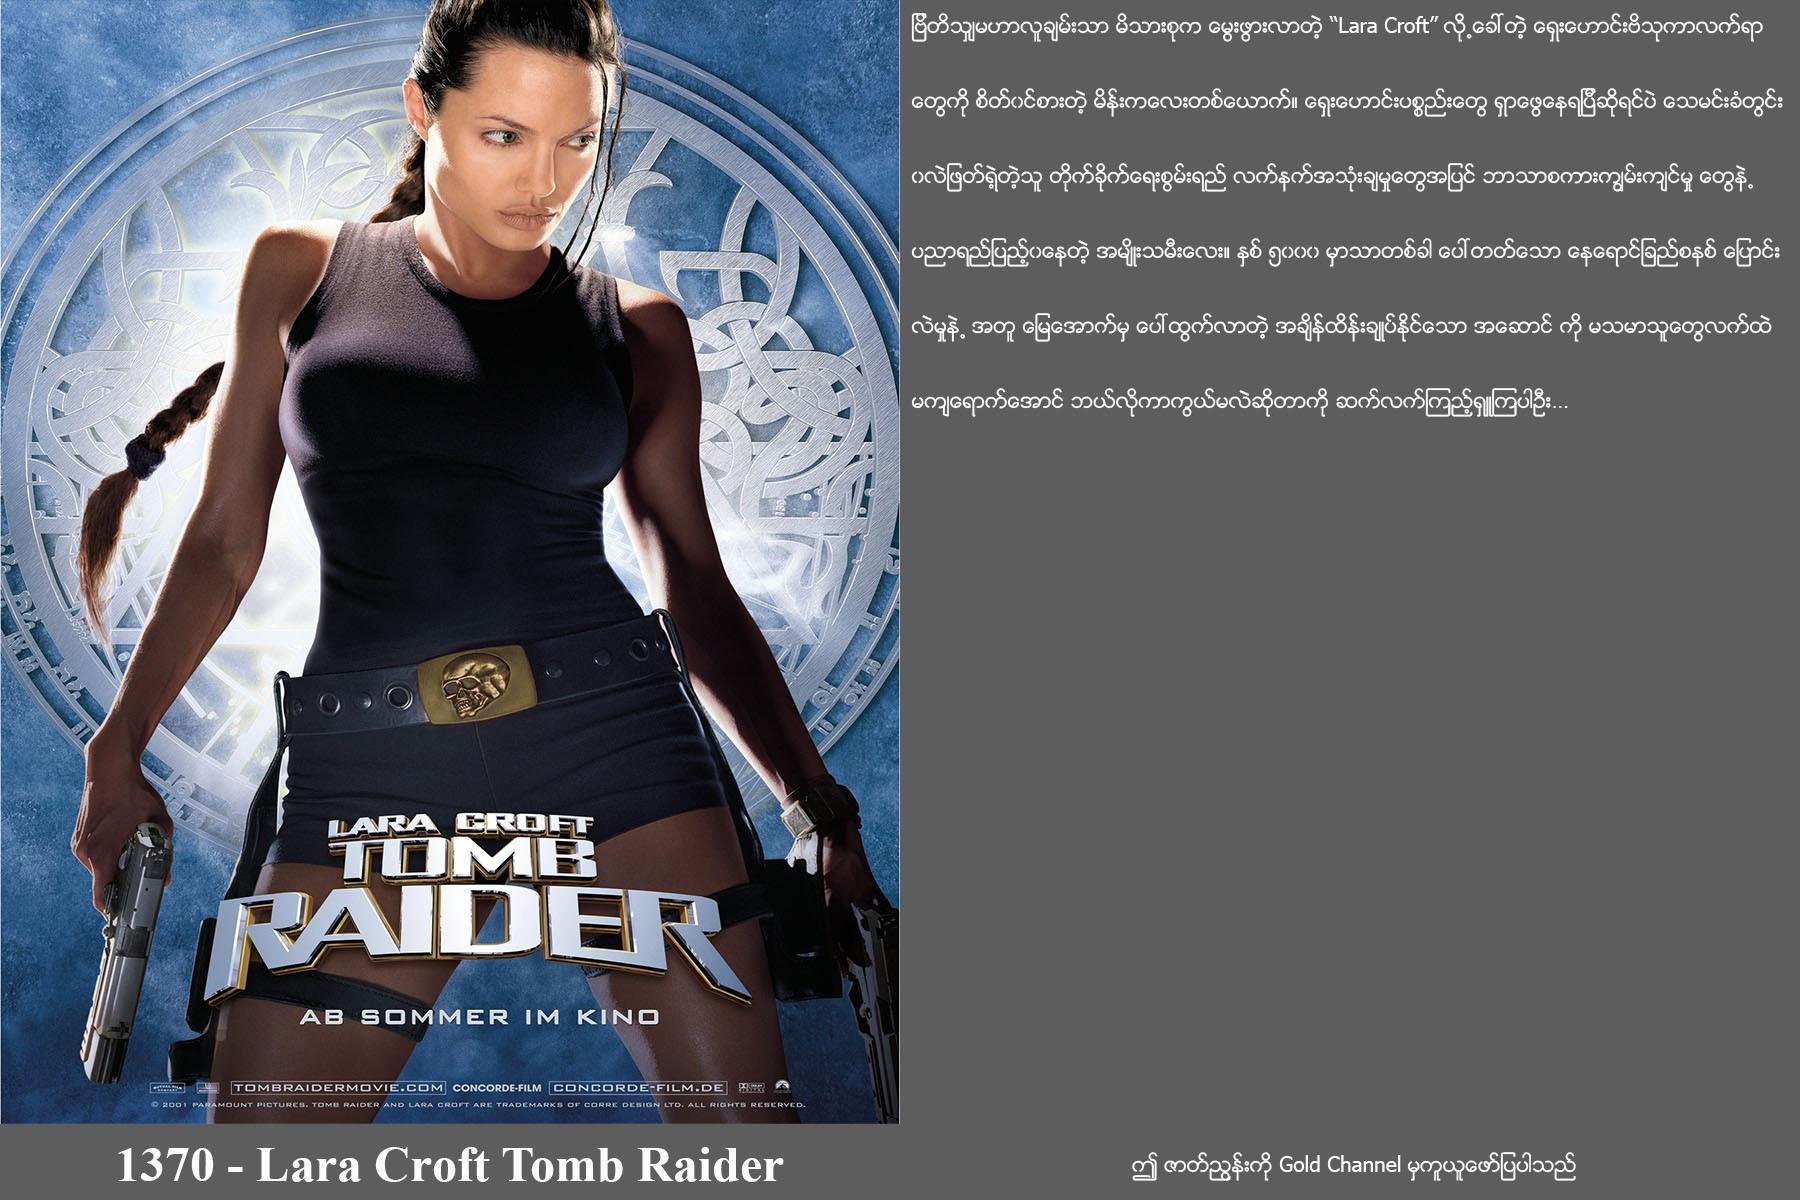 LARA CROFT
TOMB
RAIDER
AB SOMMER IM KINO
TOMBRAIDERMOVIE.COM CONCORDE-FILM CONCORDE-FILM.DE
© 2001 PARAMOUNT PICTURES. TOMB RAIDER AND LARA CROFT ARE TRADEMARKS OF CORRE DESIGN LTD. ALL RIGHTS RESERVED.
1370 - Lara Croft Tomb Raider
ဗြိတိသျှမဟာလူချမ်းသာ မိသားစုက မွေးဖွားလာတဲ့ “Lara Croft” လို့ခေါ်တဲ့ ရှေးဟောင်းဗိသုကာလက်ရာ
တွေကို စိတ်ဝင်စားတဲ့ မိန်းကလေးတစ်ယောက်။ ရှေးဟောင်းပစ္စည်းတွေ ရှာဖွေနေရပြီဆိုရင်ပဲ သေမင်းခံတွင်း
ဝလဲဖြတ်ရဲ့တဲ့သူ တိုက်ခိုက်ရေးစွမ်းရည် လက်နက်အသုံးချမှုတွေအပြင် ဘာသာစကားကျွမ်းကျင်မှု တွေနဲ့
ပညာရည်ပြည့်ဝနေတဲ့ အမျိုးသမီးလေး။ နှစ် ၅၀၀၀ မှာသာတစ်ခါ ပေါ်တတ်သော နေရောင်ခြည်စနစ် ပြောင်း
လဲမှုနဲ့ အတူ မြေအောက်မှ ပေါ်ထွက်လာတဲ့ အချိန်ထိန်းချုပ်နိုင်သော အဆောင် ကို မသမာသူတွေလက်ထဲ
မကျရောက်အောင် ဘယ်လိုကာကွယ်မလဲဆိုတာကို ဆက်လက်ကြည့်ရှူကြပါဦး...
ဤ ဇာတ်ညွှန်းကို Gold Channel မှကူယူဖော်ပြပါသည်